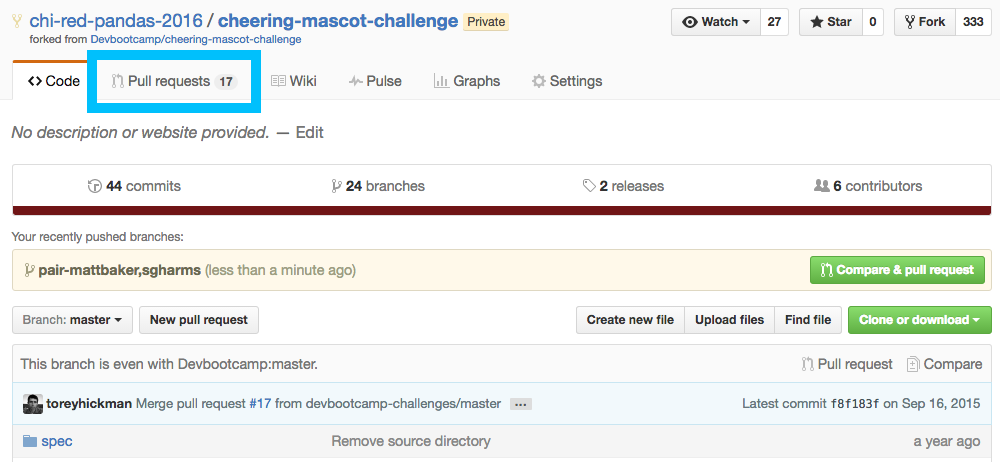 chi-red-pandas-2016 / cheering-mascot-challenge Private Watch 27 Star 0 Fork 333
forked from Devbootcamp/cheering-mascot-challenge
Code Pull requests 17 Wiki Pulse Graphs Settings
No description or website provided. — Edit
44 commits 24 branches 2 releases 6 contributors
Your recently pushed branches:
pair-mattbaker,sgharms (less than a minute ago) Compare & pull request
Branch: master New pull request Create new file Upload files Find file Clone or download
This branch is even with Devbootcamp:master. Pull request Compare
toreyhickman Merge pull request #17 from devbootcamp-challenges/master ... Latest commit f8f183f on Sep 16, 2015
spec Remove source directory a year ago